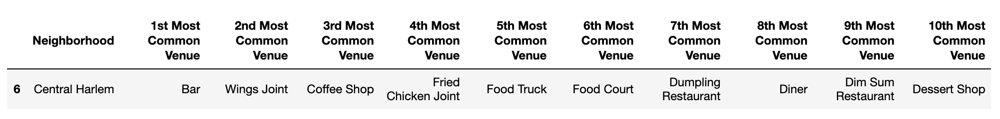 Neighborhood 1st Most Common Venue 2nd Most Common Venue 3rd Most Common Venue 4th Most Common Venue 5th Most Common Venue 6th Most Common Venue 7th Most Common Venue 8th Most Common Venue 9th Most Common Venue 10th Most Common Venue
6 Central Harlem Bar Wings Joint Coffee Shop Fried Chicken Joint Food Truck Food Court Dumpling Restaurant Diner Dim Sum Restaurant Dessert Shop